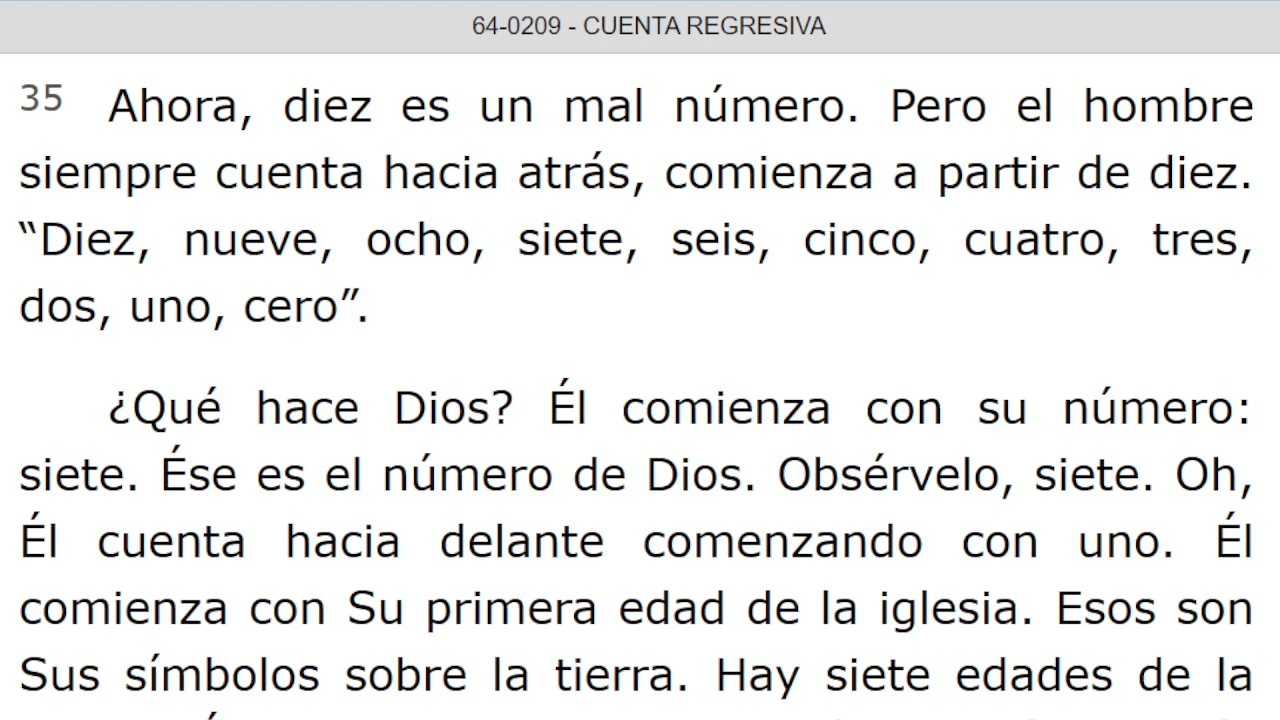 64-0209 - CUENTA REGRESIVA
35 Ahora, diez es un mal número. Pero el hombre
siempre cuenta hacia atrás, comienza a partir de diez.
“Diez, nueve, ocho, siete, seis, cinco, cuatro, tres,
dos, uno, cero”.
¿Qué hace Dios? Él comienza con su número:
siete. Ése es el número de Dios. Obsérvelo, siete. Oh,
Él cuenta hacia delante comenzando con uno. Él
comienza con Su primera edad de la iglesia. Esos son
Sus símbolos sobre la tierra. Hay siete edades de la